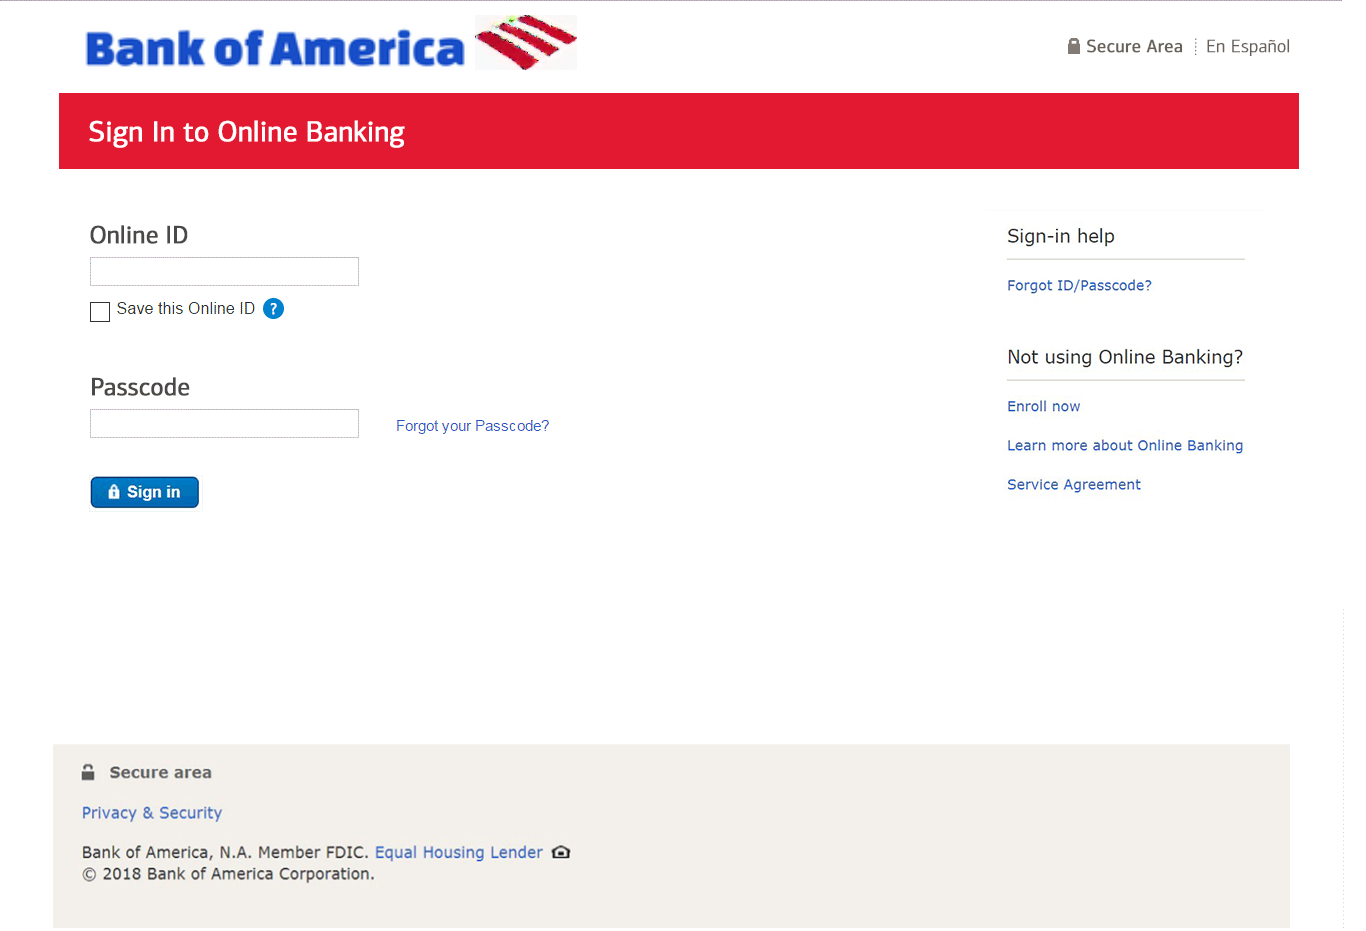 Bank of America
Secure Area
En Español
Sign In to Online Banking
Online ID
Save this Online ID ?
Passcode
Forgot your Passcode?
Sign in
Sign-in help
Forgot ID/Passcode?
Not using Online Banking?
Enroll now
Learn more about Online Banking
Service Agreement
Secure area
Privacy & Security
Bank of America, N.A. Member FDIC. Equal Housing Lender
© 2018 Bank of America Corporation.